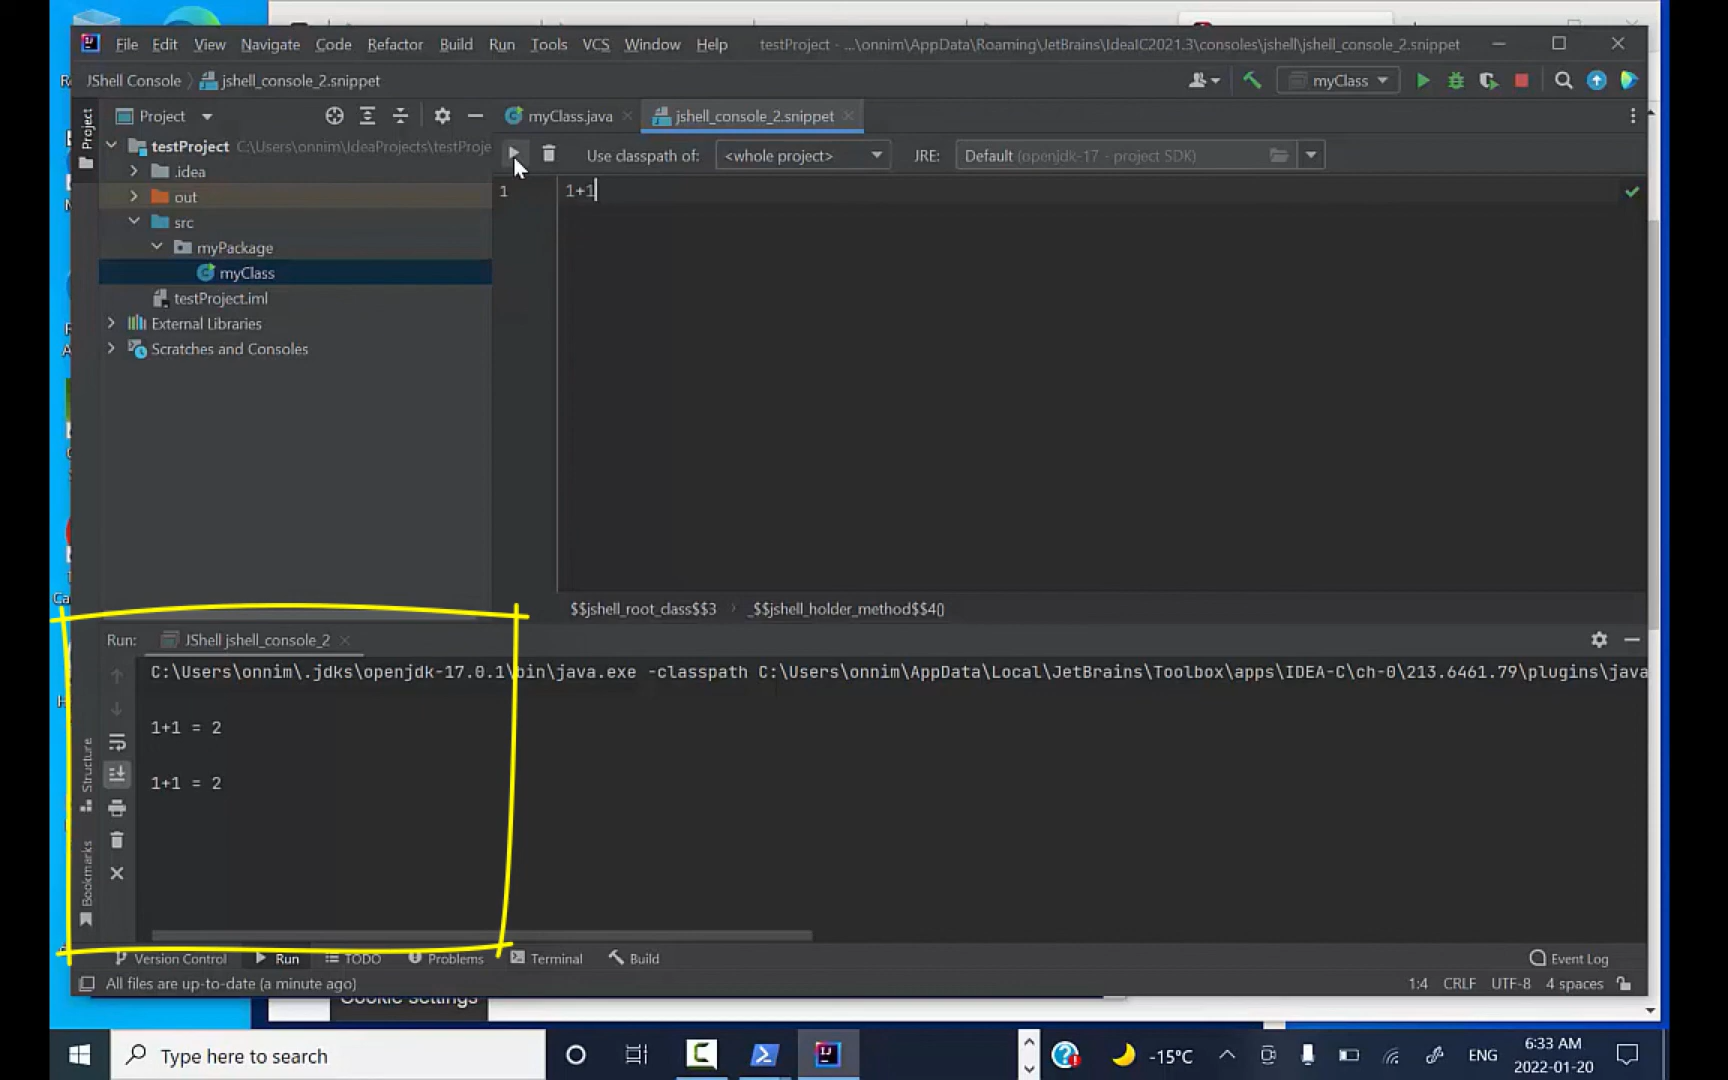 File Edit View Navigate Code Refactor Build Run Tools VCS Window Help testProject - ...\onnim\AppData\Roaming\JetBrains\IdeaIC2021.3\consoles\jshell\jshell_console_2.snippet
JShell Console jshell_console_2.snippet myClass
Project myClass.java jshell_console_2.snippet
Project
testProject C:\Users\onnim\IdeaProjects\testProje
Use classpath of: <whole project> JRE: Default (openjdk-17 - project SDK)
.idea
1 1+1
out
src
myPackage
myClass
testProject.iml
External Libraries
Scratches and Consoles
$$jshell_root_class$$3 _$$jshell_holder_method$$4()
Run: JShell jshell_console_2
C:\Users\onnim\.jdks\openjdk-17.0.1\bin\java.exe -classpath C:\Users\onnim\AppData\Local\JetBrains\Toolbox\apps\IDEA-C\ch-0\213.6461.79\plugins\java
1+1 = 2
1+1 = 2
Structure
Bookmarks
Version Control Run TODO Problems Terminal Build Event Log
All files are up-to-date (a minute ago) 1:4 CRLF UTF-8 4 spaces
Cookie settings
Type here to search -15°C ENG 6:33 AM
2022-01-20